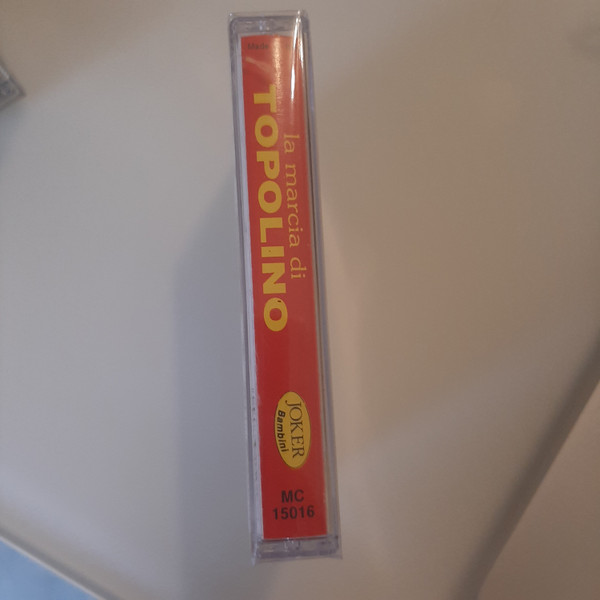 la marcia di
TOPOLINO
JOKER
Bambini
MC
15016